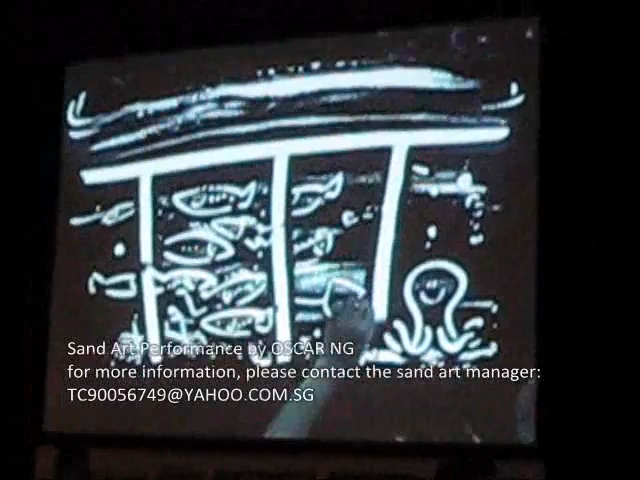 Sand Art Performance by OSCAR NG
for more information, please contact the sand art manager:
TC90056749@YAHOO.COM.SG